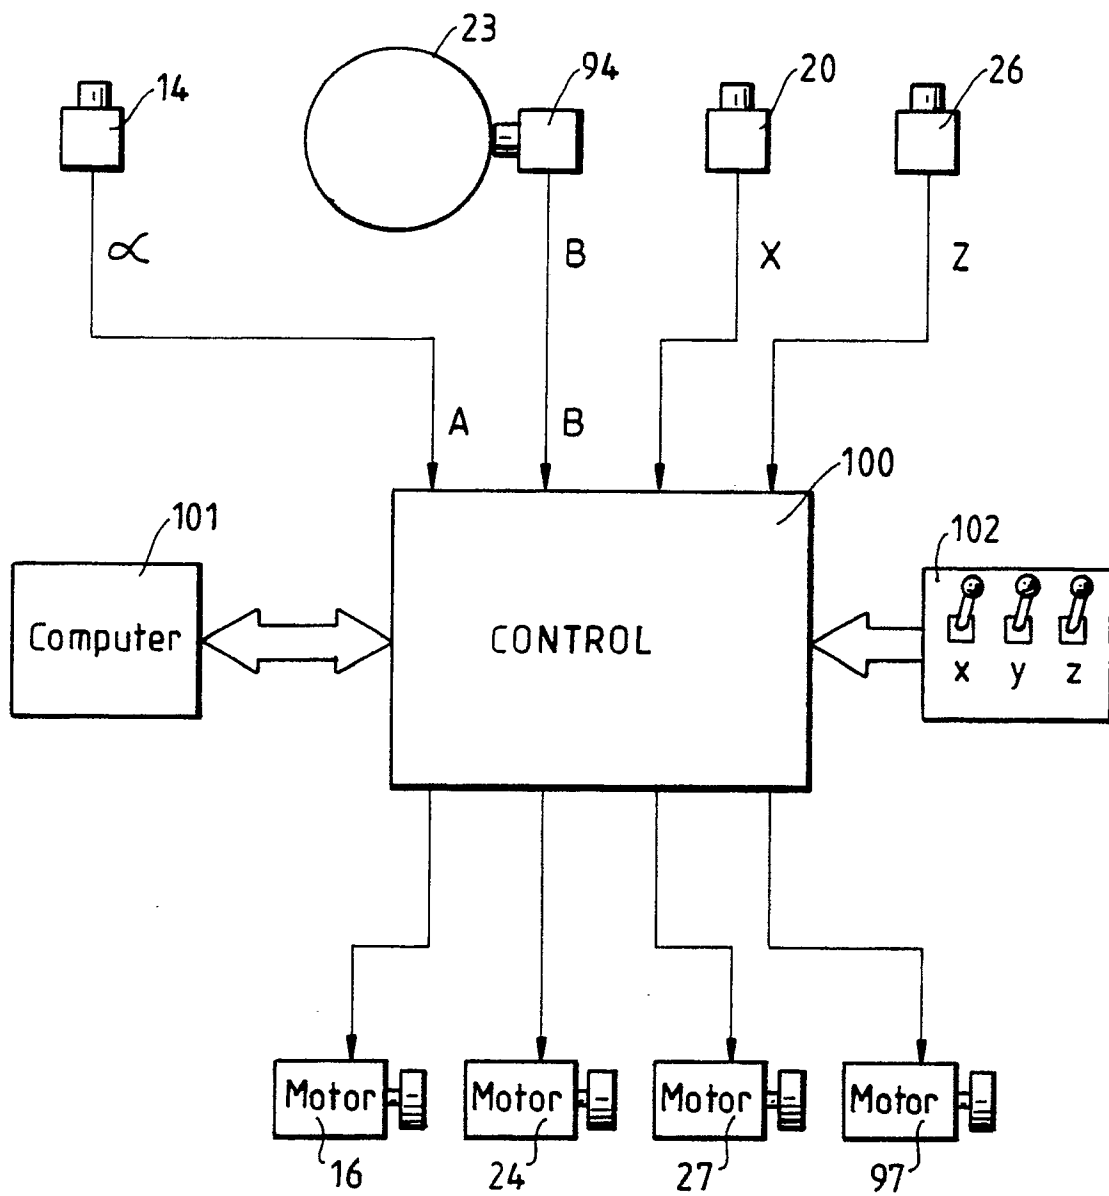 23
14
94
20
26
α
B
X
Z
A
B
100
101
102
Computer
CONTROL
x y z
Motor
Motor
Motor
Motor
16
24
27
97